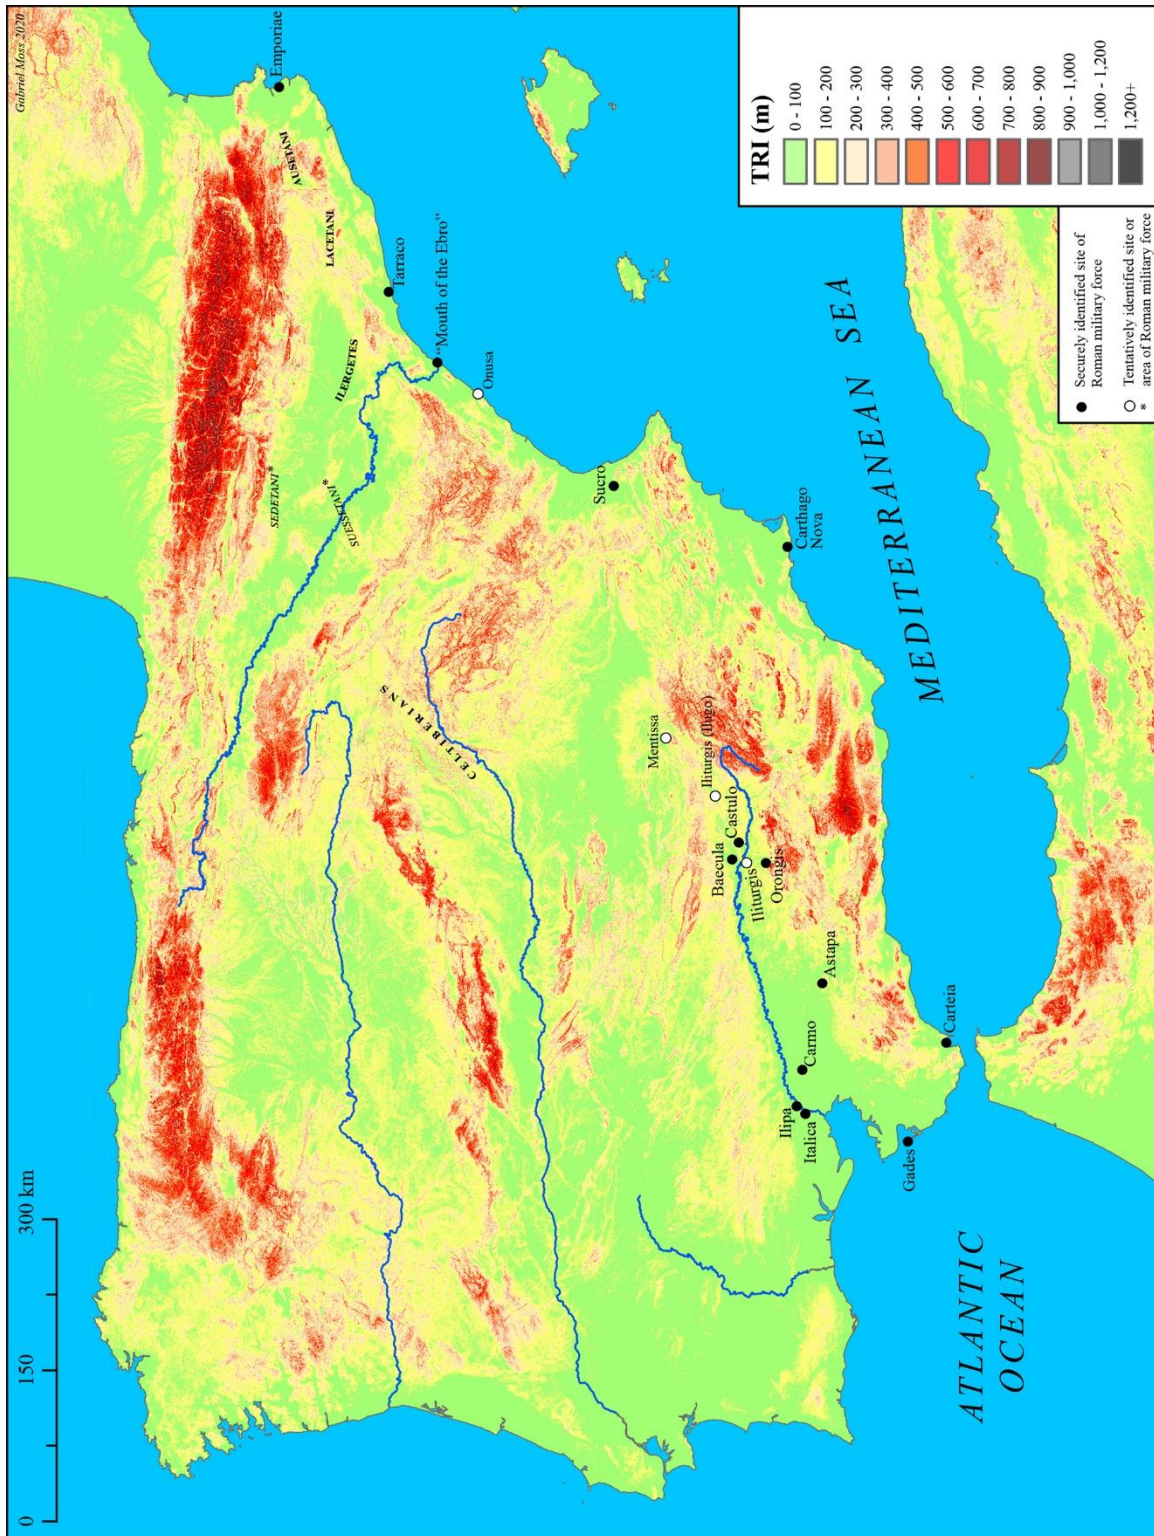 Gabriel Moss 2020
0 150 300 km
Emporiae
AUSETANI
LACETANI
Tarraco
"Mouth of the Ebro"
ILERGETES
Onusa
SEDETANI*
SUESSETANI*
Sucro
CELTIBERIANS
Carthago
Nova
Mentissa
Iliturgis (Ilugo)
Castulo
Baecula
Iliturgis
Orongis
Astapa
Carmo
Ilipa
Italica
Carteia
Gades
MEDITERRANEAN SEA
ATLANTIC
OCEAN
TRI (m)
0 - 100
100 - 200
200 - 300
300 - 400
400 - 500
500 - 600
600 - 700
700 - 800
800 - 900
900 - 1,000
1,000 - 1,200
1,200+
Securely identified site of
Roman military force
Tentatively identified site or
* area of Roman military force